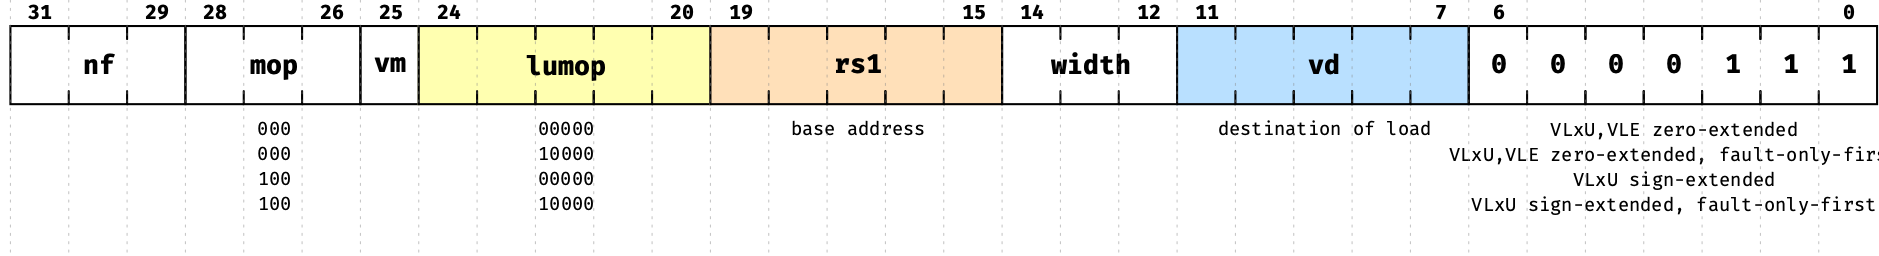 31 29 28 26 25 24 20 19 15 14 12 11 7 6 0
nf mop vm lumop rs1 width vd 0 0 0 0 1 1 1
000 00000 base address destination of load VLxU,VLE zero-extended
000 10000 VLxU,VLE zero-extended, fault-only-firs
100 00000 VLxU sign-extended
100 10000 VLxU sign-extended, fault-only-first